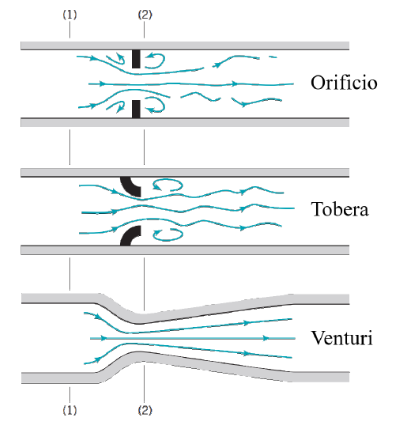 (1) (2)
Orificio
Tobera
Venturi
(1) (2)